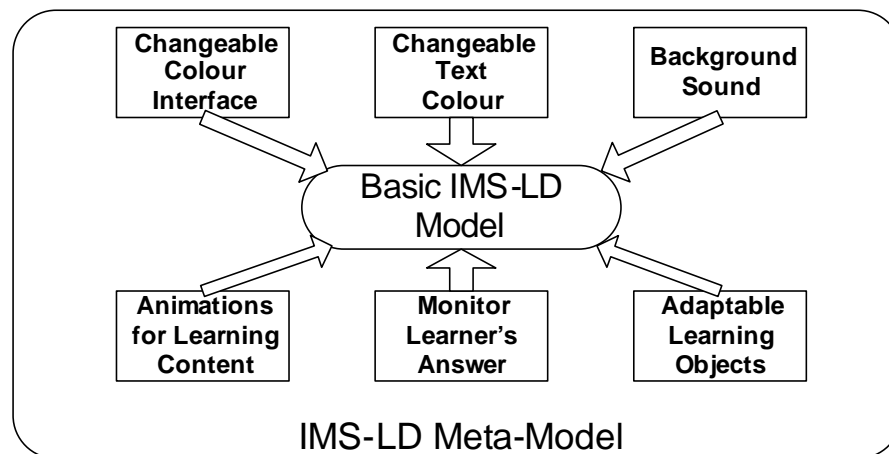 Changeable
Colour
Interface
Changeable
Text
Colour
Background
Sound
Basic IMS-LD
Model
Animations
for Learning
Content
Monitor
Learner’s
Answer
Adaptable
Learning
Objects
IMS-LD Meta-Model